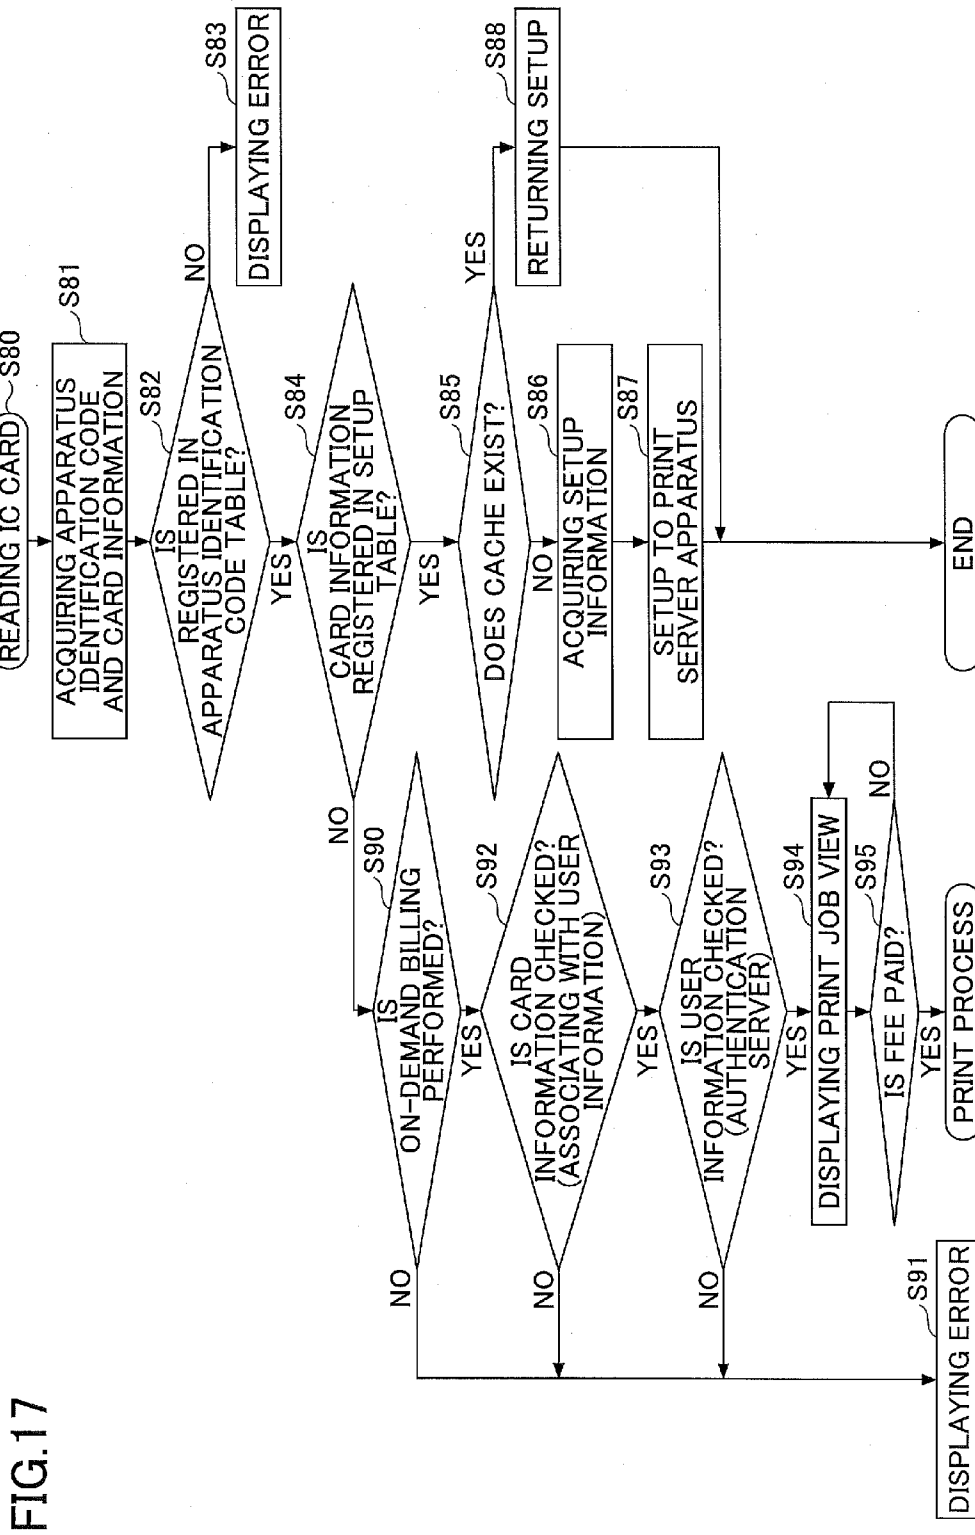 FIG.17
READING IC CARD
S80
ACQUIRING APPARATUS
IDENTIFICATION CODE
AND CARD INFORMATION
S81
IS
REGISTERED IN
APPARATUS IDENTIFICATION
CODE TABLE?
S82
NO
DISPLAYING ERROR
S83
YES
IS
CARD INFORMATION
REGISTERED IN SETUP
TABLE?
S84
NO
YES
DOES CACHE EXIST?
S85
YES
RETURNING SETUP
S88
NO
ACQUIRING SETUP
INFORMATION
S86
SETUP TO PRINT
SERVER APPARATUS
S87
END
IS
ON-DEMAND BILLING
PERFORMED?
S90
NO
YES
IS CARD
INFORMATION CHECKED?
(ASSOCIATING WITH USER
INFORMATION)
S92
NO
YES
IS USER
INFORMATION CHECKED?
(AUTHENTICATION
SERVER)
S93
NO
YES
DISPLAYING PRINT JOB VIEW
S94
IS FEE PAID?
S95
NO
YES
PRINT PROCESS
DISPLAYING ERROR
S91